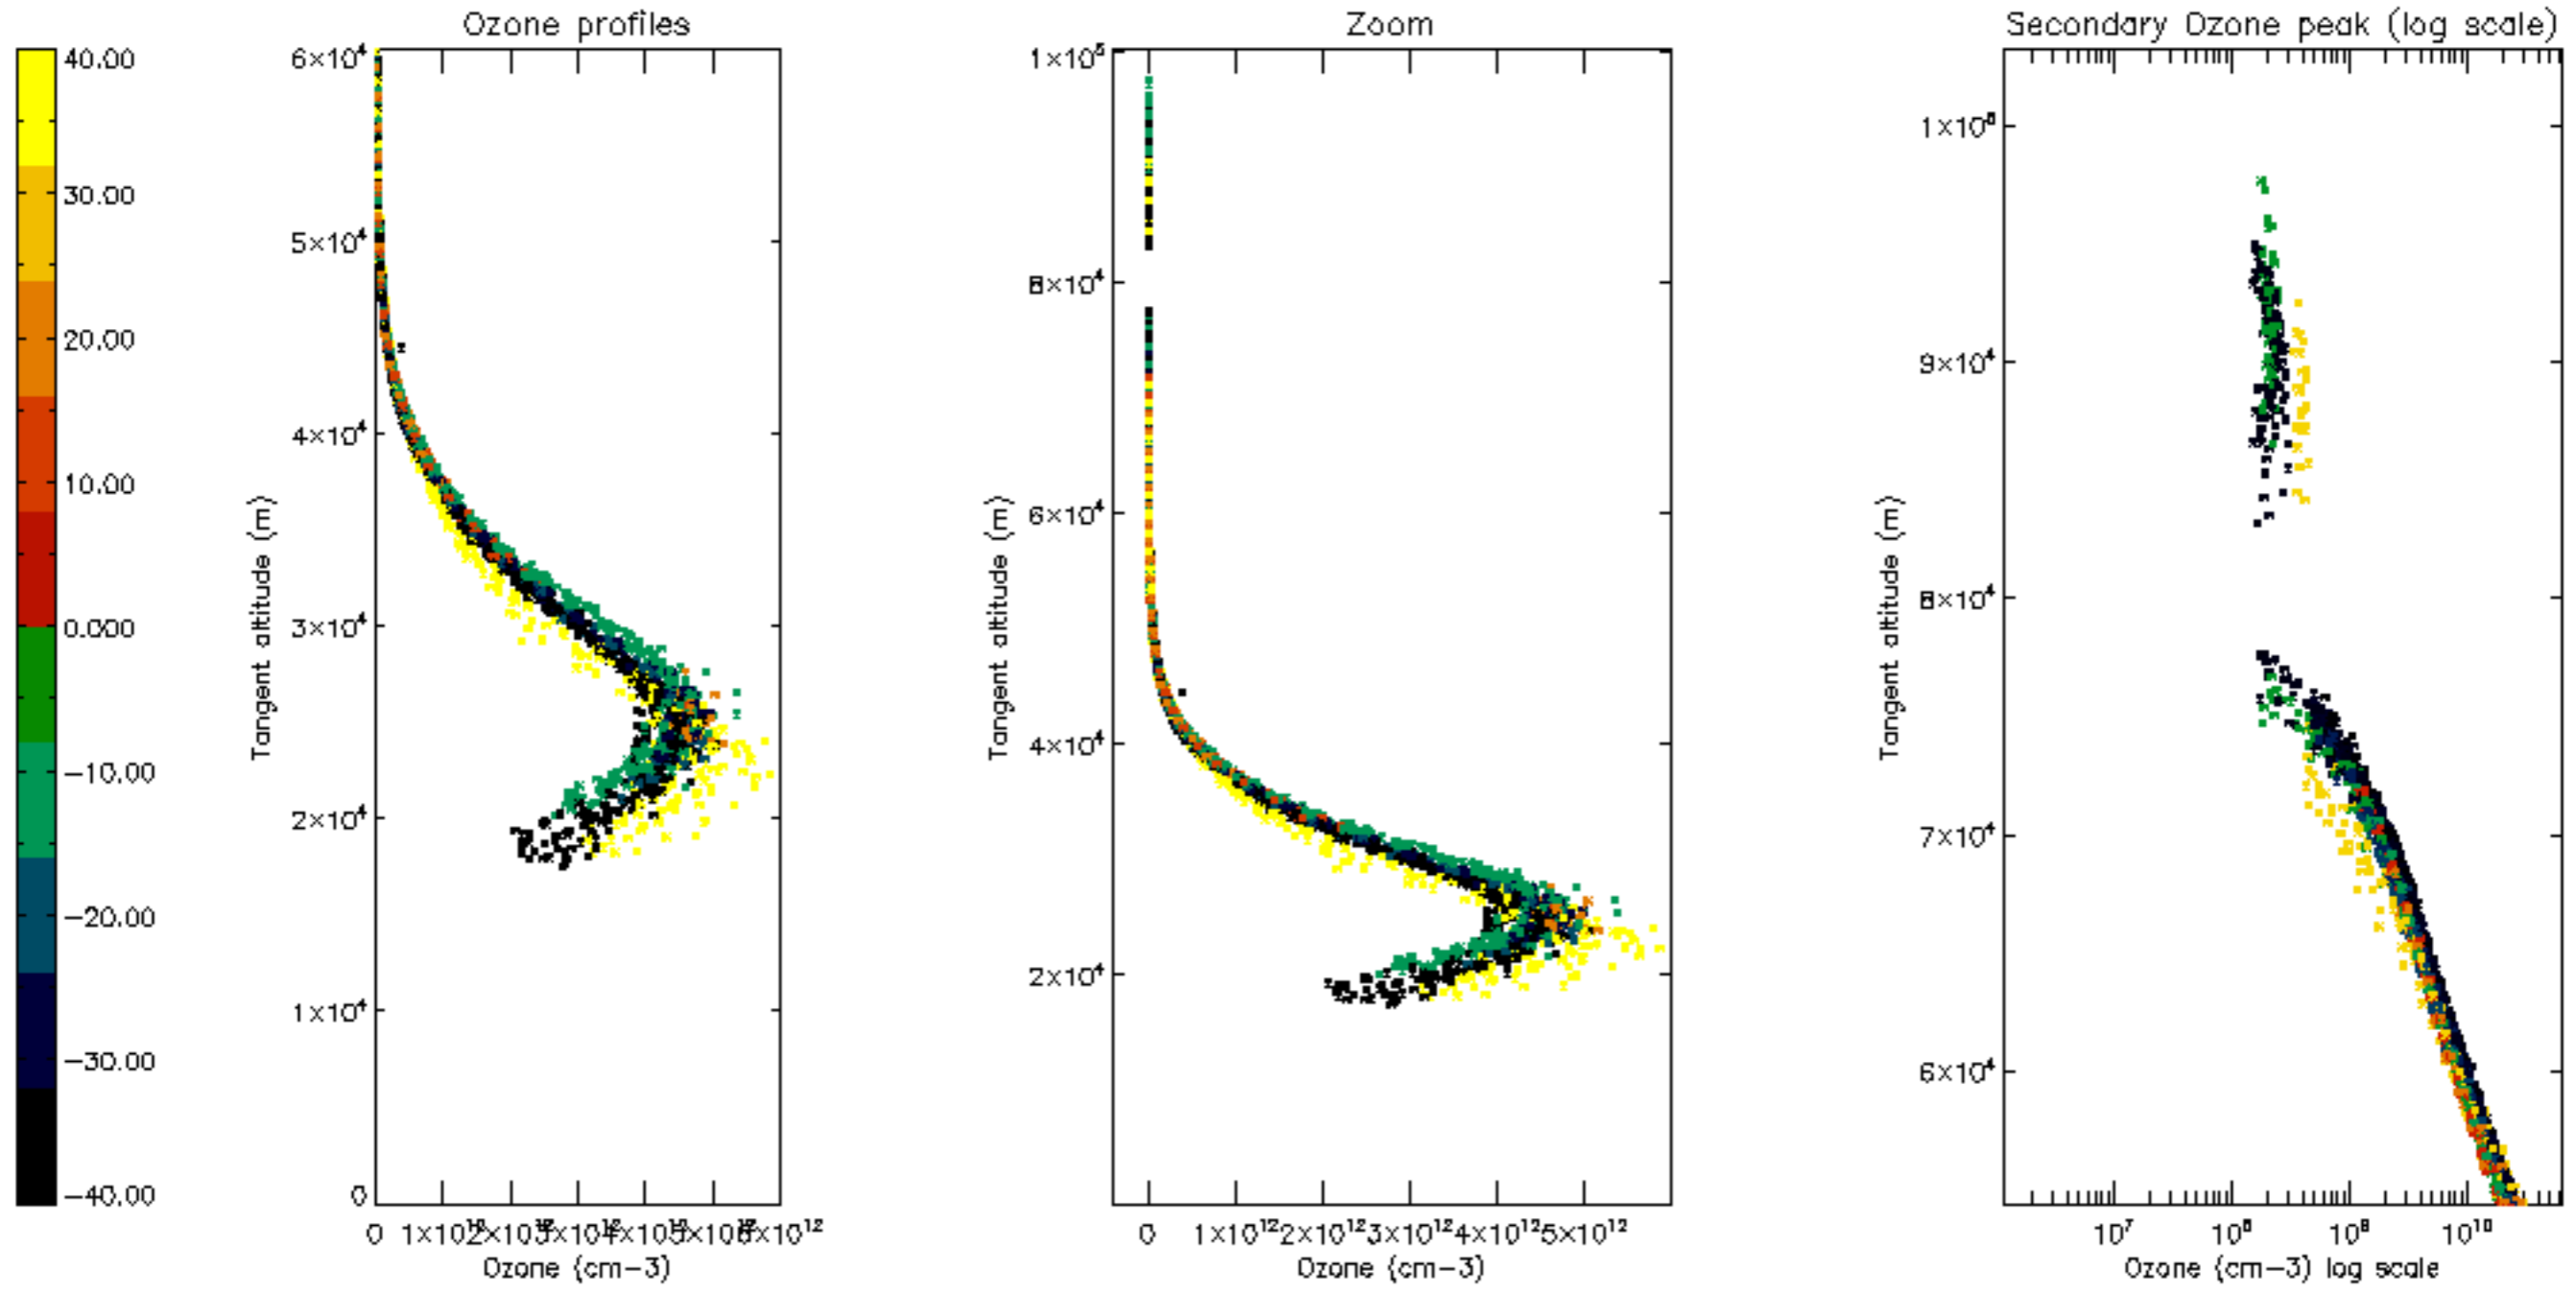 Ozone profiles
Zoom
Secondary Ozone peak (log scale)
40.00
30.00
20.00
10.00
0.000
−10.00
−20.00
−30.00
−40.00
6×10⁴
5×10⁴
4×10⁴
3×10⁴
2×10⁴
1×10⁴
0
Tangent altitude (m)
0
Ozone (cm−3)
1×10⁵
8×10⁴
6×10⁴
4×10⁴
2×10⁴
Tangent altitude (m)
0 1×10¹² 2×10¹² 3×10¹² 4×10¹² 5×10¹²
Ozone (cm−3)
1×10⁵
9×10⁴
8×10⁴
7×10⁴
6×10⁴
Tangent altitude (m)
10⁷ 10⁸ 10⁹ 10¹⁰
Ozone (cm−3) log scale